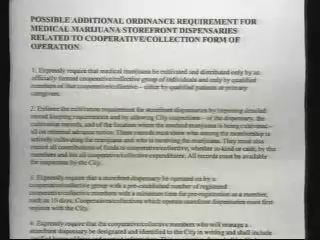 POSSIBLE ADDITIONAL ORDINANCE REQUIREMENT FOR
MEDICAL MARIJUANA STOREFRONT DISPENSARIES
RELATED TO COOPERATIVE/COLLECTION FORM OF
OPERATION
1. Expressly require that medical marijuana be cultivated and distributed only by an
officially formed cooperative/collective group of individuals and only by qualified
members of that cooperative/collective – either by qualified patients or primary
caregivers.
2. Enforce the cultivation requirement for storefront dispensaries by requiring detailed
record keeping requirements and by allowing City inspections – of the dispensary, the
cultivation records, and of the location where the medical marijuana is being cultivated –
all on minimal advance notice. These records must show who among the membership is
actively cultivating the marijuana and who is receiving the marijuana. They must also
record all contributions of funds to cooperative/collective, whether in kind or cash, by the
members and for all cooperative/collective expenditures. All records must be available
for inspection by the City.
3. Expressly require that a storefront dispensary be operated on by a
cooperative/collective group with a pre-established number of registered
cooperative/collective members with a minimum time for pre-registration as a member,
such as 10 days. Cooperatives which operate storefront dispensaries must first
register with the City.
4. Expressly require that the cooperative/collective members who will manage a
storefront dispensary be designated and identified to the City in writing and shall include